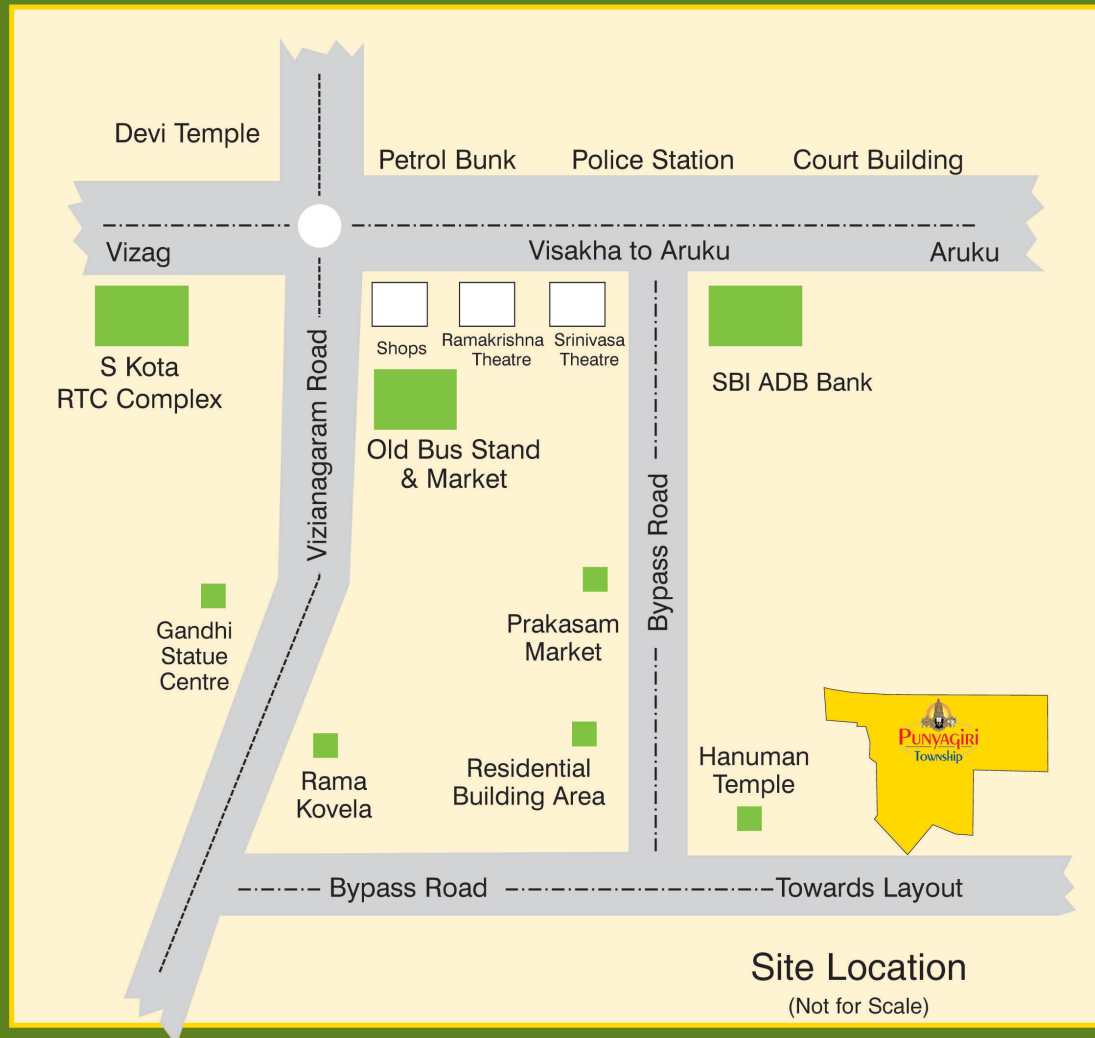 Devi Temple
Petrol Bunk
Police Station
Court Building
Vizag
Visakha to Aruku
Aruku
S Kota
RTC Complex
Vizianagaram Road
Shops
Ramakrishna
Theatre
Srinivasa
Theatre
Old Bus Stand
& Market
SBI ADB Bank
Bypass Road
Gandhi
Statue
Centre
Prakasam
Market
Rama
Kovela
Residential
Building Area
Hanuman
Temple
PUNYAGIRI
Township
Bypass Road
Towards Layout
Site Location
(Not for Scale)